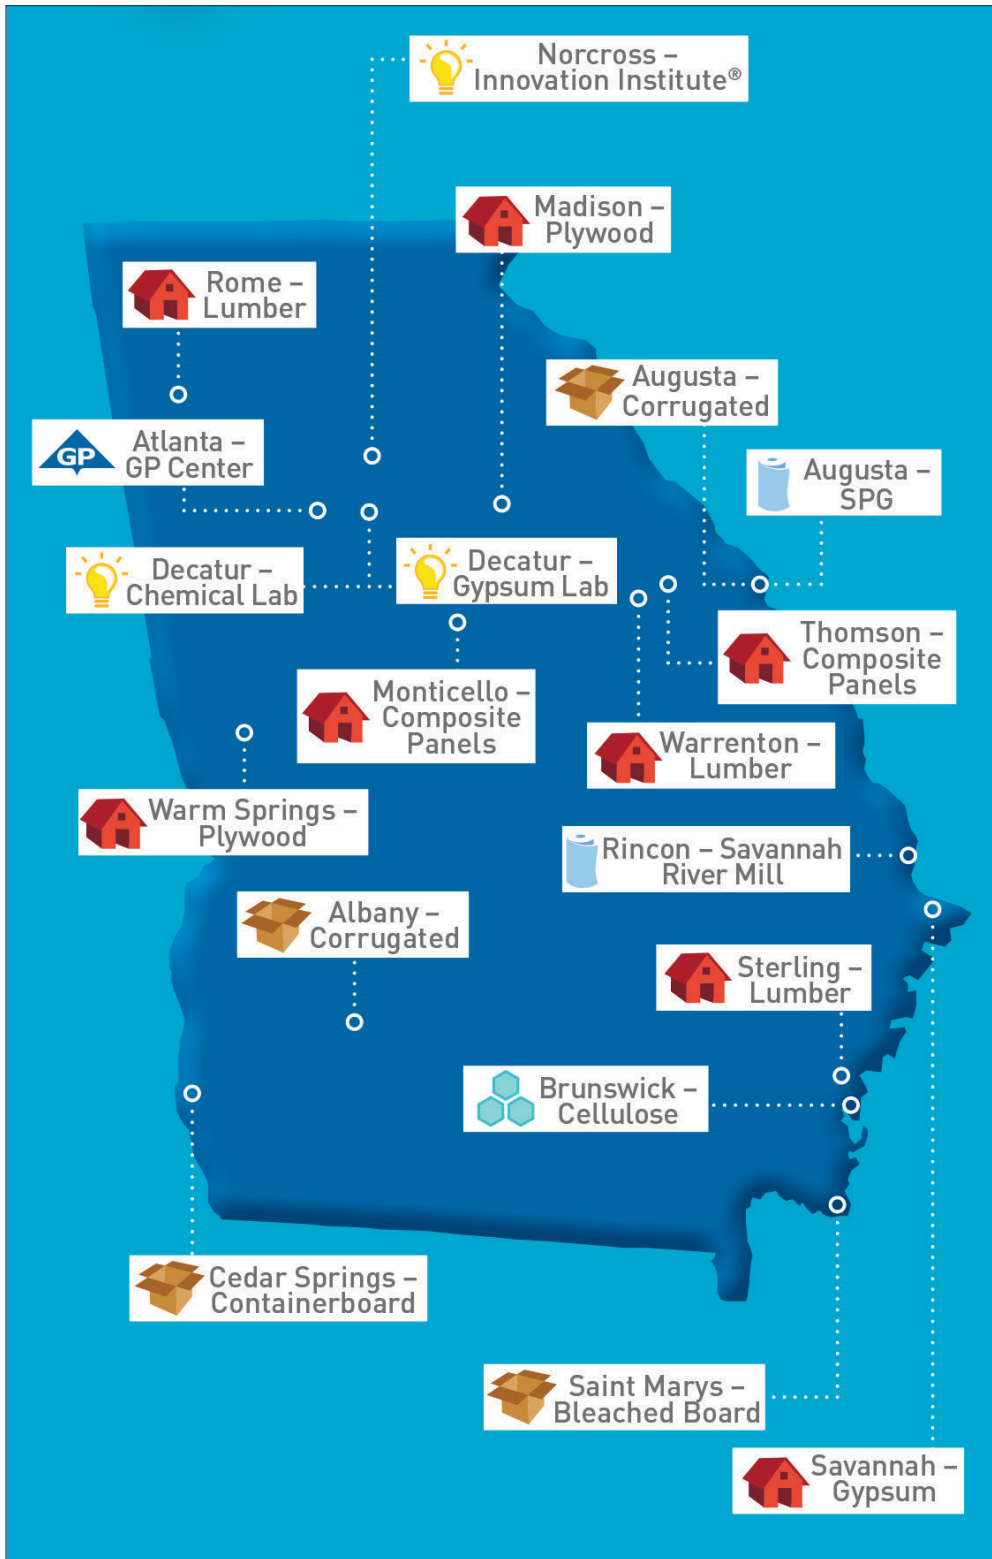 Norcross –
Innovation Institute®
Madison –
Plywood
Rome –
Lumber
Augusta –
Corrugated
GP
Atlanta –
GP Center
Augusta –
SPG
Decatur –
Chemical Lab
Decatur –
Gypsum Lab
Thomson –
Composite
Panels
Monticello –
Composite
Panels
Warrenton –
Lumber
Warm Springs –
Plywood
Rincon – Savannah
River Mill
Albany –
Corrugated
Sterling –
Lumber
Brunswick –
Cellulose
Cedar Springs –
Containerboard
Saint Marys –
Bleached Board
Savannah –
Gypsum